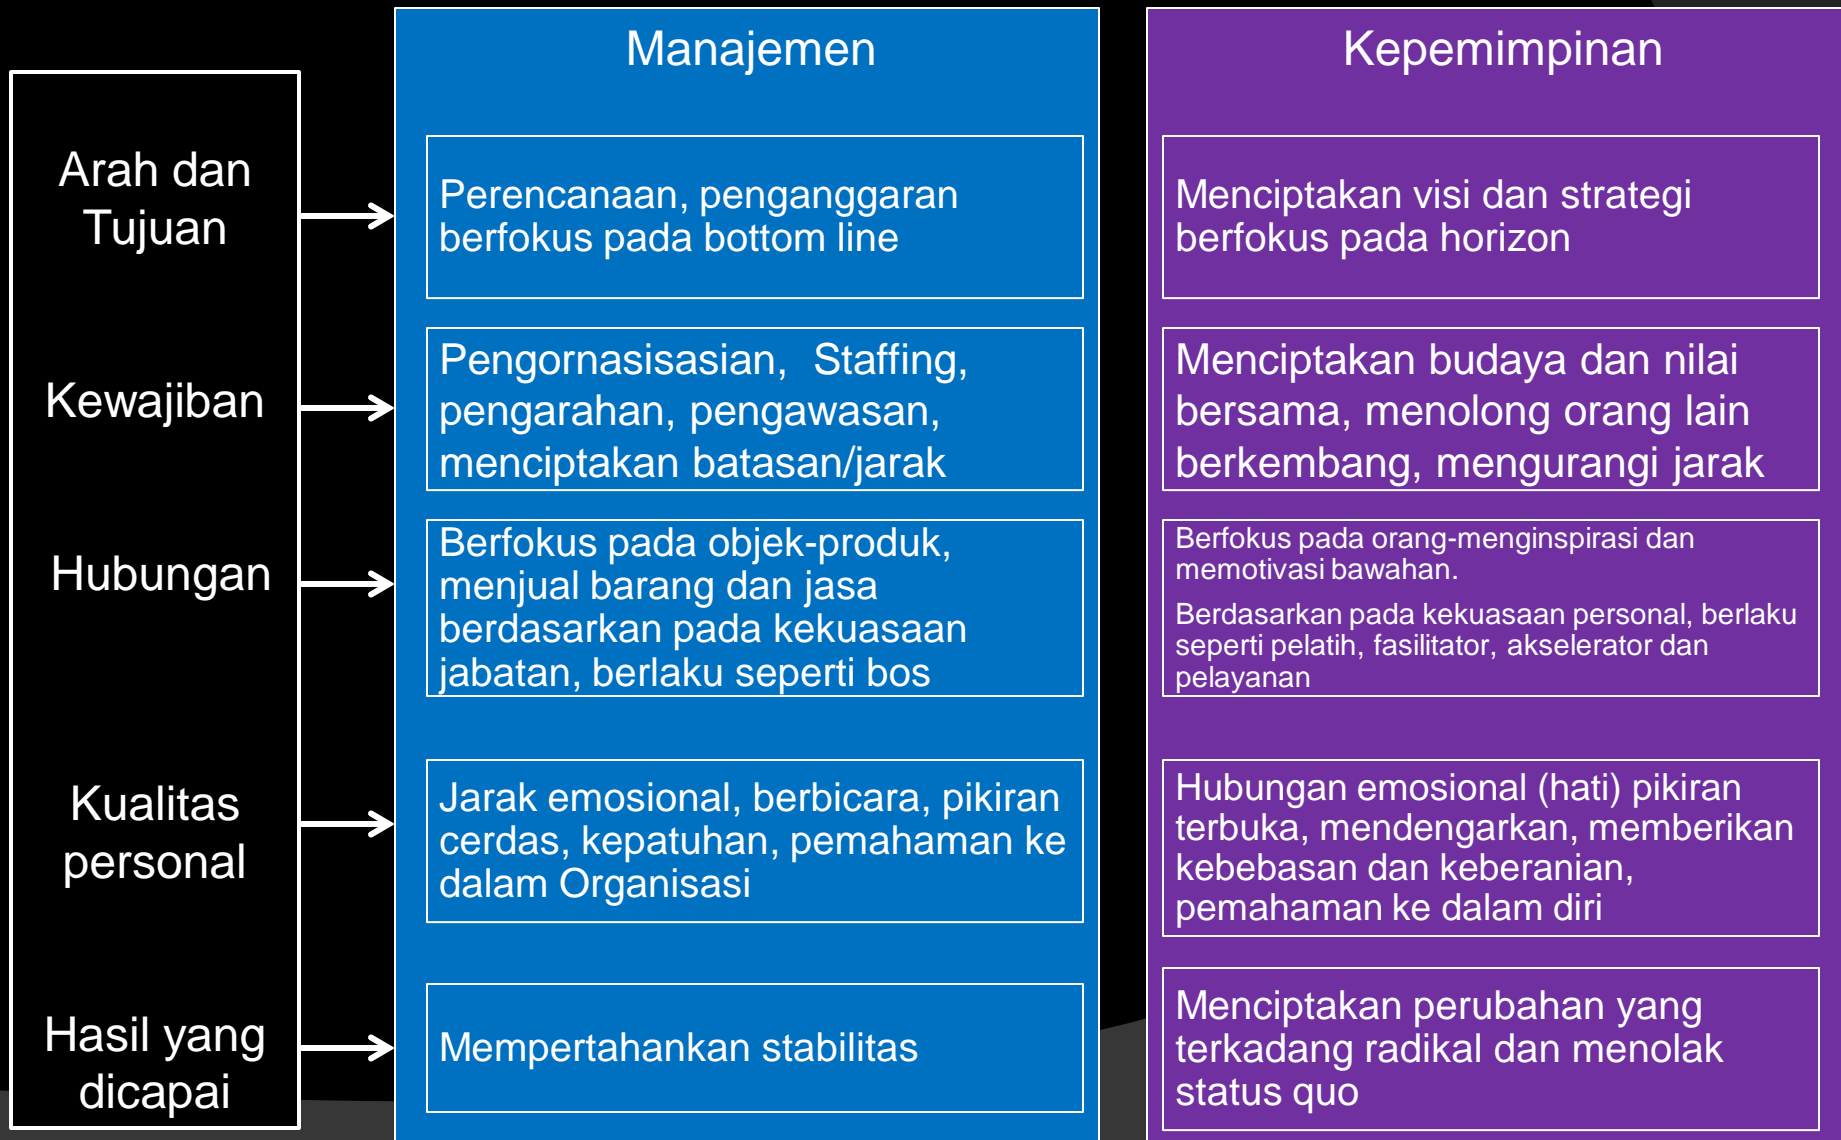 Manajemen
Kepemimpinan
Arah dan
Tujuan
Perencanaan, penganggaran
berfokus pada bottom line
Menciptakan visi dan strategi
berfokus pada horizon
Kewajiban
Pengornasisasian, Staffing,
pengarahan, pengawasan,
menciptakan batasan/jarak
Menciptakan budaya dan nilai
bersama, menolong orang lain
berkembang, mengurangi jarak
Hubungan
Berfokus pada objek-produk,
menjual barang dan jasa
berdasarkan pada kekuasaan
jabatan, berlaku seperti bos
Berfokus pada orang-menginspirasi dan
memotivasi bawahan.
Berdasarkan pada kekuasaan personal, berlaku
seperti pelatih, fasilitator, akselerator dan
pelayanan
Kualitas
personal
Jarak emosional, berbicara, pikiran
cerdas, kepatuhan, pemahaman ke
dalam Organisasi
Hubungan emosional (hati) pikiran
terbuka, mendengarkan, memberikan
kebebasan dan keberanian,
pemahaman ke dalam diri
Hasil yang
dicapai
Mempertahankan stabilitas
Menciptakan perubahan yang
terkadang radikal dan menolak
status quo